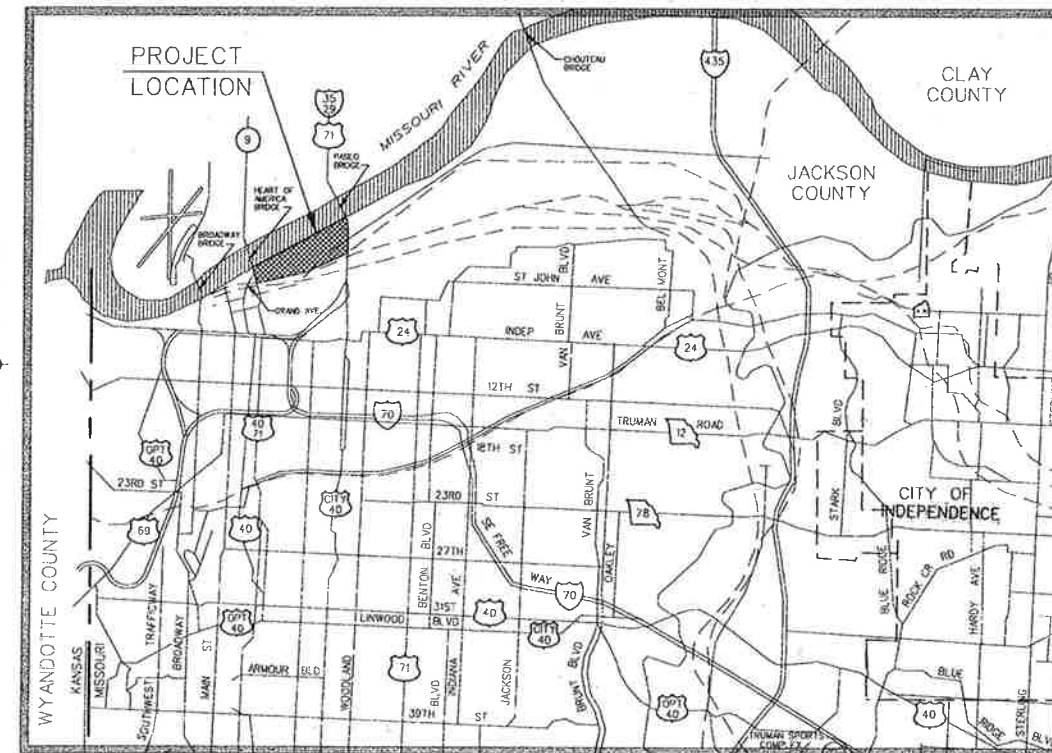 PROJECT
LOCATION
MISSOURI RIVER
CHOUTEAU
BRIDGE
435
CLAY
COUNTY
JACKSON
COUNTY
35
29
71
9
PASEO
BRIDGE
HEART OF
AMERICA
BRIDGE
BROADWAY
BRIDGE
GRAND AVE
ST JOHN AVE
VAN BRUNT BLVD
BELMONT
24
INDEP AVE
24
12TH ST
70
TRUMAN ROAD
12
40
71
18TH ST
OPT
40
23RD ST
CITY
40
23RD ST
78
VAN BRUNT
OAKLEY
STARK BLVD
CITY OF
INDEPENDENCE
69
40
BENTON BLVD
27TH
AVE
SE FREE WAY
70
BLUE RIDGE
ROCK CR RD
HARDY AVE
WYANDOTTE COUNTY
KANSAS
MISSOURI
SOUTHWEST TRAFFICWAY
BROADWAY
MAIN ST
OPT
40
31ST
LINWOOD BLVD
40
CITY
40
ARMOUR BLD
WOODLAND
71
BLVD
INDIANA
JACKSON
BRUNT BLVD
OPT
40
BLUE
RIDGE
BLV
40
STERLING
39TH ST
TRUMAN SPORTS
COMPLEX